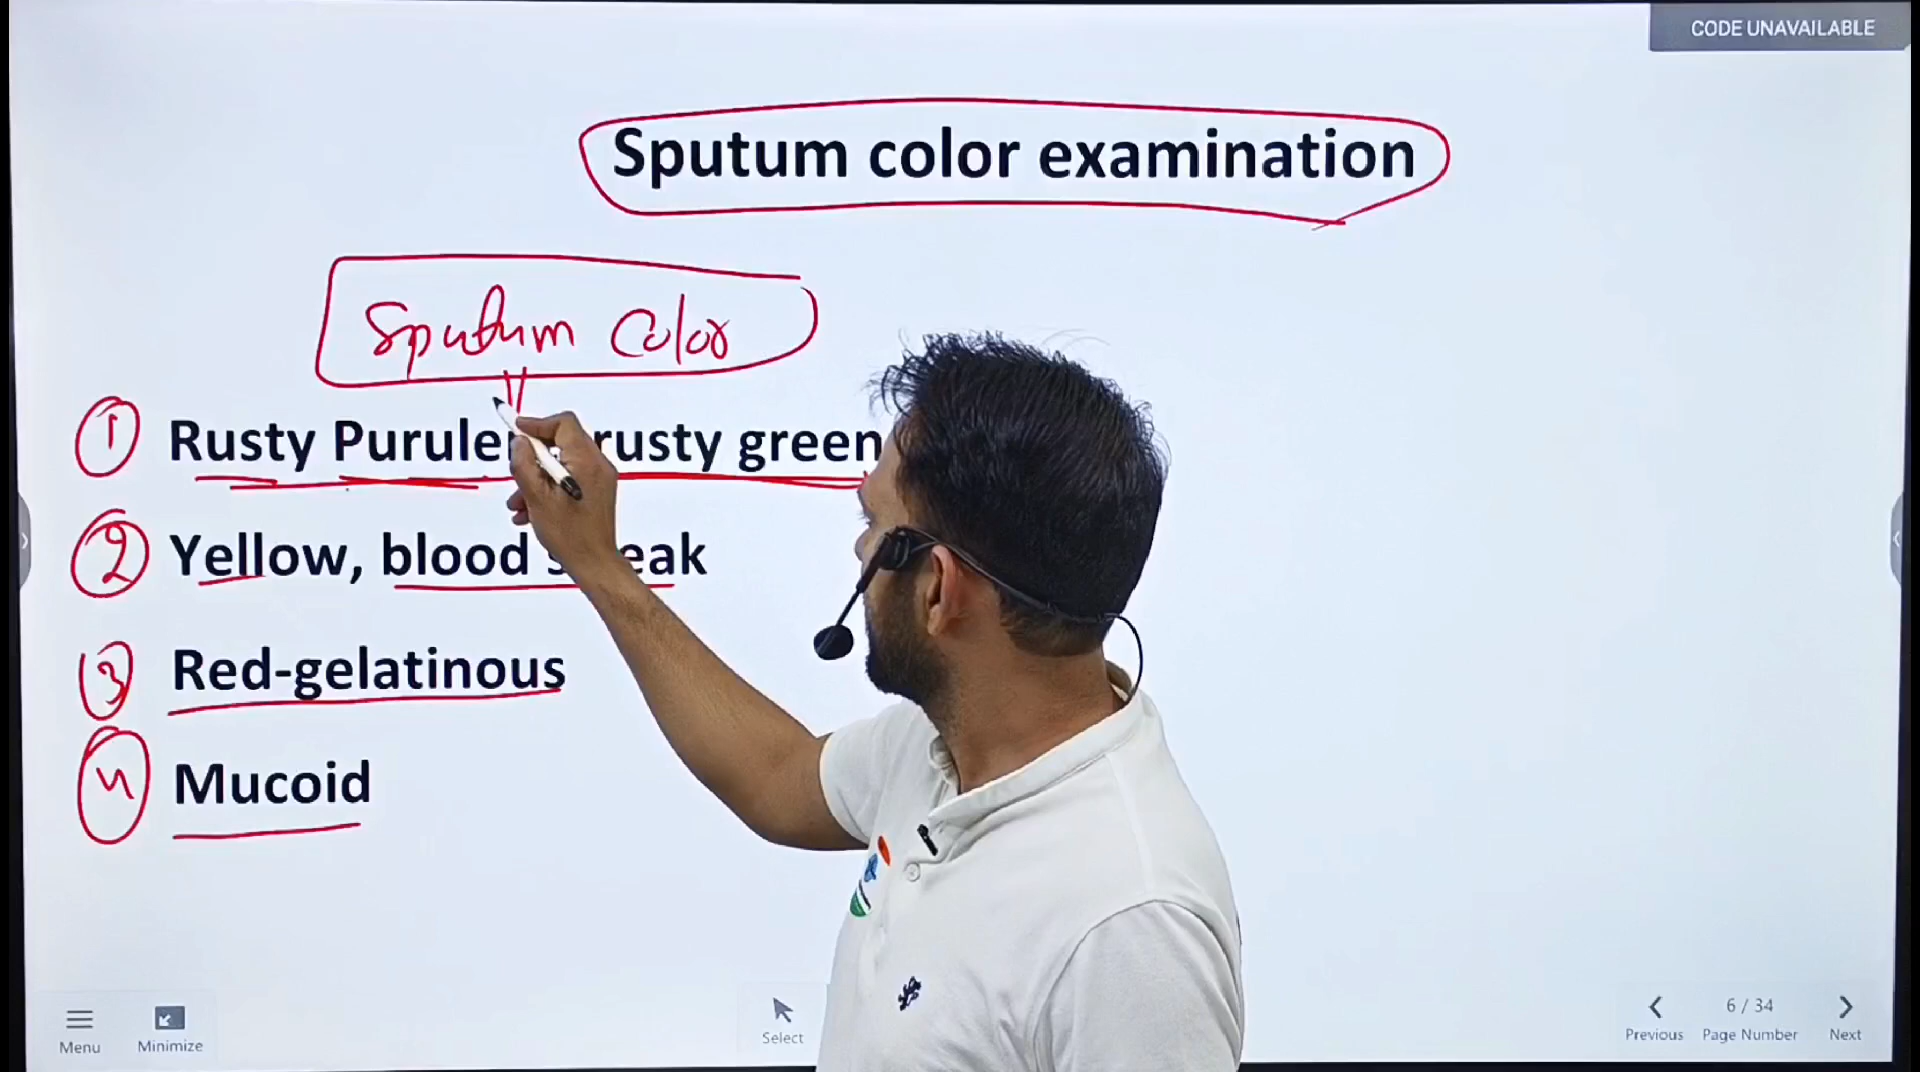 CODE UNAVAILABLE
Sputum color examination
Sputum Color
1 Rusty rusty green
2 Yellow, blood
3 Red-gelatinous
4 Mucoid
Menu
Minimize
Select
Previous
6 / 34
Page Number
Next